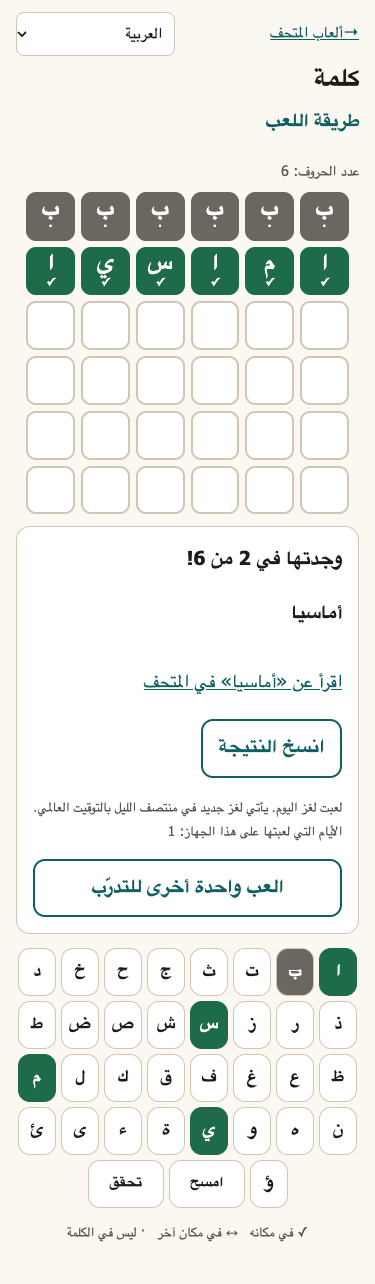 →ألعاب المتحف
العربية
كلمة
طريقة اللعب
عدد الحروف: 6
ب ب ب ب ب ب
· · · · · ·
ا م ا س ي ا
✓ ✓ ✓ ✓ ✓ ✓
وجدتها في 2 من 6!
أماسيا
اقرأ عن «أماسيا» في المتحف
انسخ النتيجة
لعبت لغز اليوم. يأتي لغز جديد في منتصف الليل بالتوقيت العالمي.
الأيام التي لعبتها على هذا الجهاز: 1
العب واحدة أخرى للتدرّب
ا ب ت ث ج ح خ د
ذ ر ز س ش ص ض ط
ظ ع غ ف ق ك ل م
ن ه و ي ة ء ى ئ
ؤ امسح تحقق
✓ في مكانه ↔ في مكان آخر · ليس في الكلمة